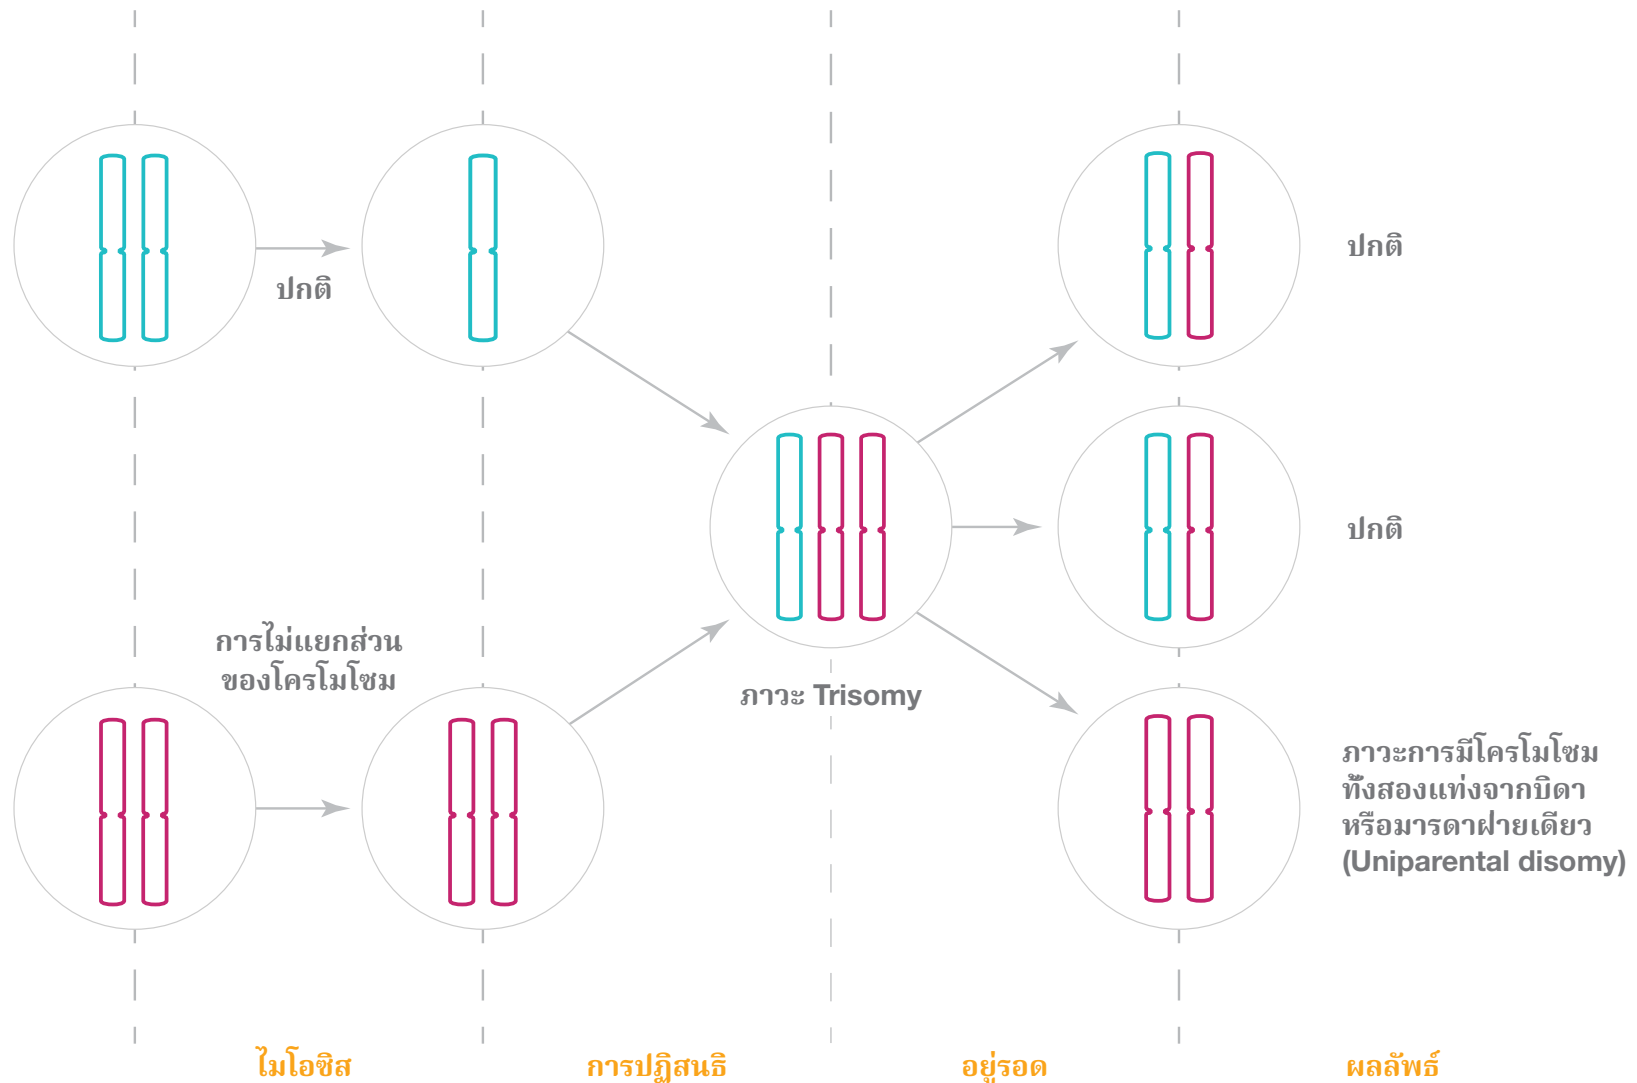 ปกติ
ปกติ
ปกติ
การไม่แยกส่วน
ของโครโมโซม
ภาวะ Trisomy
ภาวะการมีโครโมโซม
ทั้งสองแท่งจากบิดา
หรือมารดาฝ่ายเดียว
(Uniparental disomy)
ไมโอซิส
การปฏิสนธิ
อยู่รอด
ผลลัพธ์